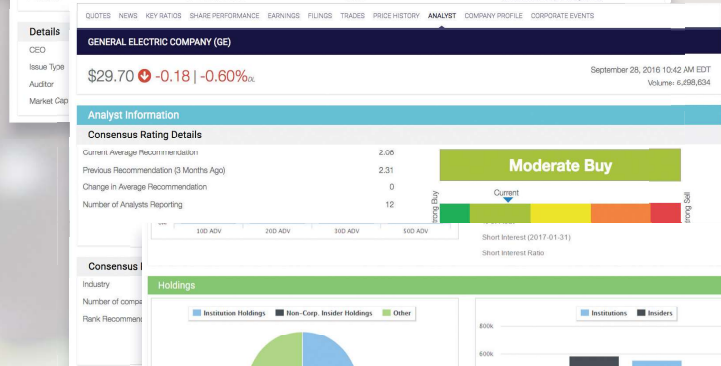 QUOTES NEWS KEY RATIOS SHARE PERFORMANCE EARNINGS FILINGS TRADES PRICE HISTORY ANALYST COMPANY PROFILE CORPORATE EVENTS
Details
CEO
Issue Type
Auditor
Market Cap
GENERAL ELECTRIC COMPANY (GE)
$29.70 -0.18 | -0.60%
September 28, 2016 10:42 AM EDT
Volume:
Analyst Information
Consensus Rating Details
Current Average Recommendation 2.06
Previous Recommendation (3 Months Ago) 2.31
Change in Average Recommendation 0
Number of Analysts Reporting 12
Moderate Buy
Current
trong Buy
trong Sell
10D ADV 20D ADV 30D ADV 50D ADV
Short Interest (2017-01-31)
Short Interest Ratio
Consensus
Industry
Number of compa
Rank Recommen
Holdings
Institution Holdings Non-Corp. Insider Holdings Other
Institutions Insiders
800k
600k